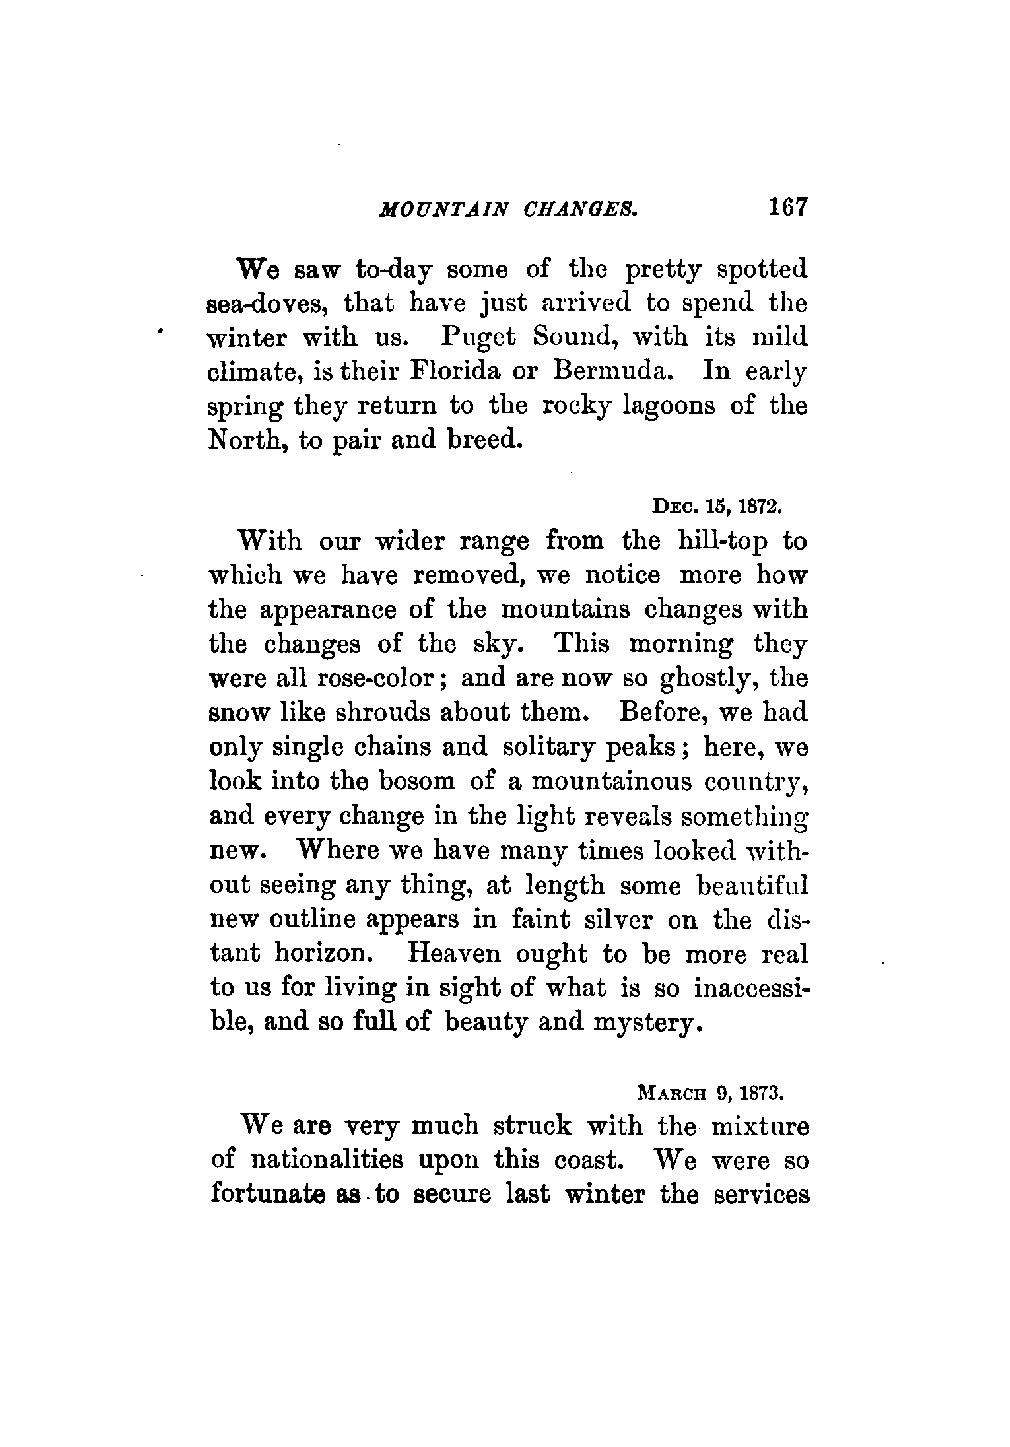 MOUNTAIN CHANGES. 167
We saw to-day some of the pretty spotted
sea-doves, that have just arrived to spend the
winter with us. Puget Sound, with its mild
climate, is their Florida or Bermuda. In early
spring they return to the rocky lagoons of the
North, to pair and breed.
DEC. 15, 1872.
With our wider range from the hill-top to
which we have removed, we notice more how
the appearance of the mountains changes with
the changes of the sky. This morning they
were all rose-color; and are now so ghostly, the
snow like shrouds about them. Before, we had
only single chains and solitary peaks; here, we
look into the bosom of a mountainous country,
and every change in the light reveals something
new. Where we have many times looked with-
out seeing any thing, at length some beautiful
new outline appears in faint silver on the dis-
tant horizon. Heaven ought to be more real
to us for living in sight of what is so inaccessi-
ble, and so full of beauty and mystery.
MARCH 9, 1873.
We are very much struck with the mixture
of nationalities upon this coast. We were so
fortunate as to secure last winter the services